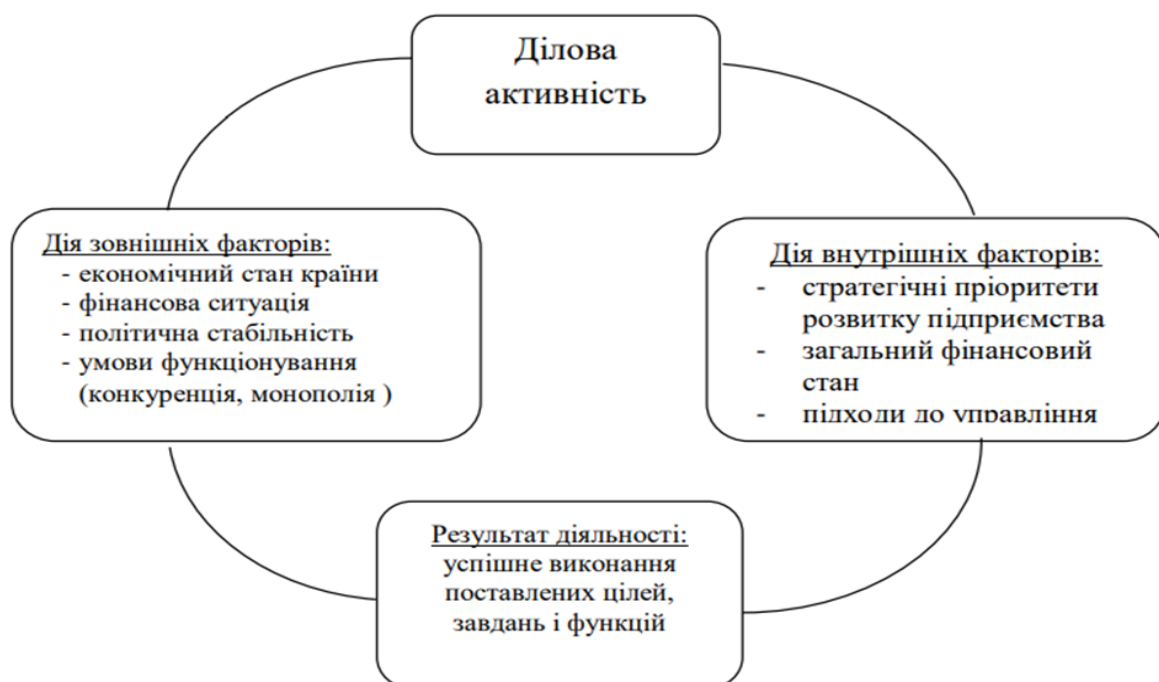 Ділова
активність
Дія зовнішніх факторів:
- економічний стан країни
- фінансова ситуація
- політична стабільність
- умови функціонування
(конкуренція, монополія )
Дія внутрішніх факторів:
- стратегічні пріоритети
розвитку підприємства
- загальний фінансовий
стан
- підходи до управління
Результат діяльності:
успішне виконання
поставлених цілей,
завдань і функцій